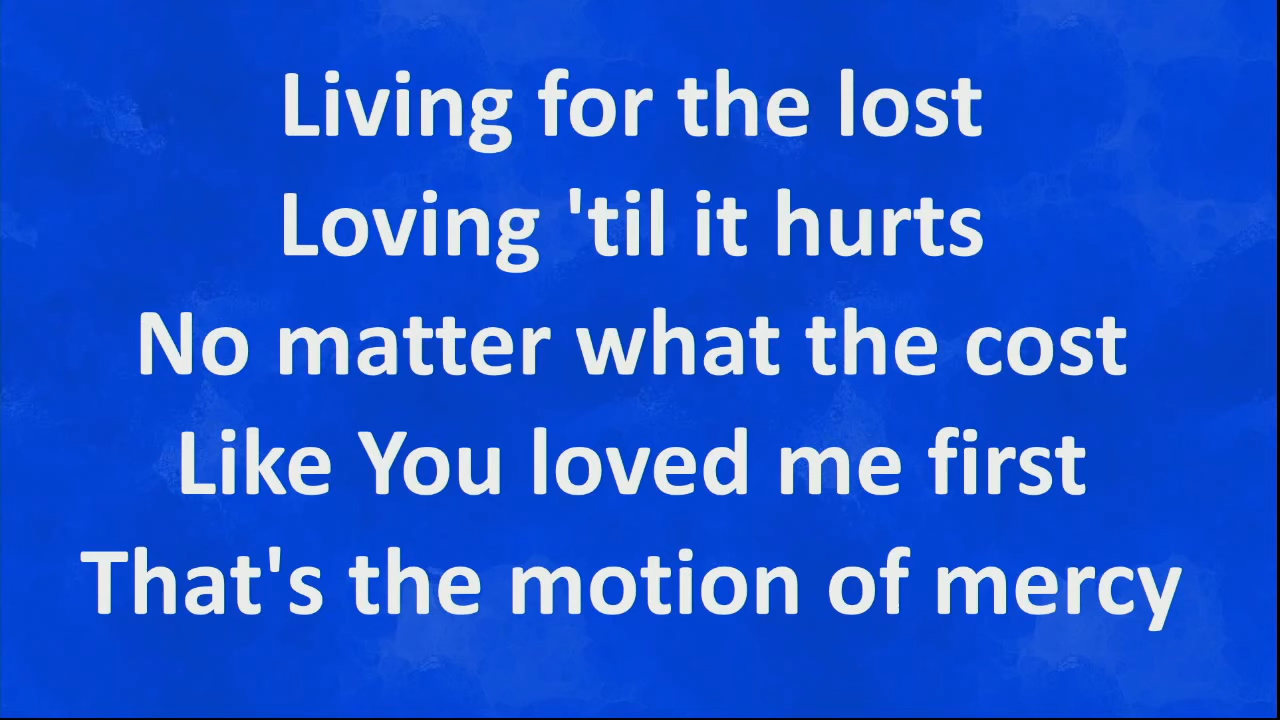 Living for the lost
Loving 'til it hurts
No matter what the cost
Like You loved me first
That's the motion of mercy